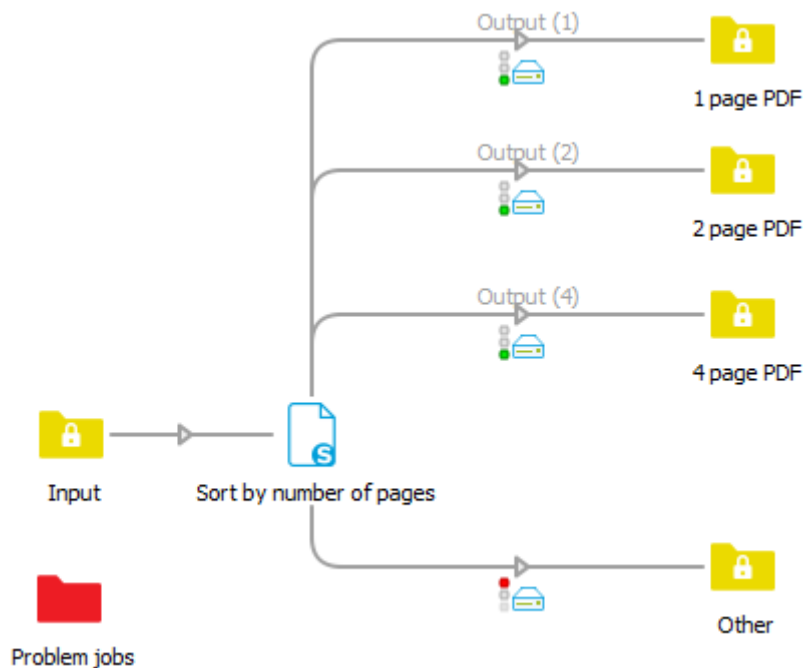 Output (1)
1 page PDF
Output (2)
2 page PDF
Output (4)
4 page PDF
Input
Sort by number of pages
Other
Problem jobs